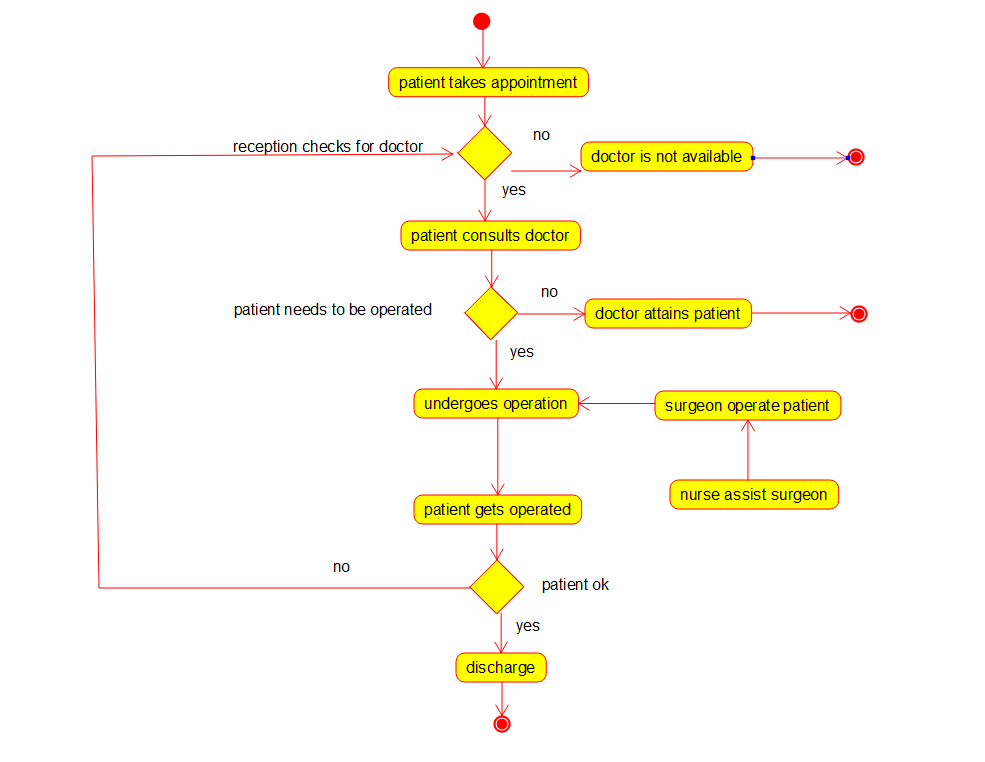 patient takes appointment
no
reception checks for doctor
doctor is not available
yes
patient consults doctor
no
patient needs to be operated
doctor attains patient
yes
undergoes operation
surgeon operate patient
nurse assist surgeon
patient gets operated
no
patient ok
yes
discharge